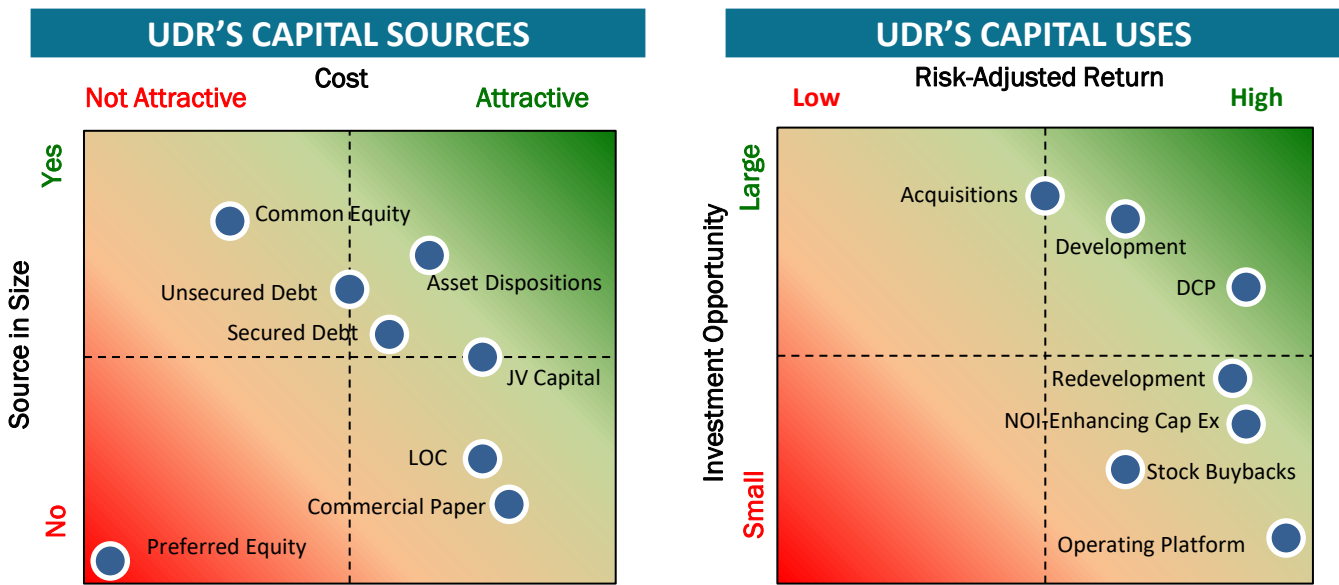 UDR'S CAPITAL SOURCES
Cost
Not Attractive
Attractive
Yes
Source in Size
No
Common Equity
Asset Dispositions
Unsecured Debt
Secured Debt
JV Capital
LOC
Commercial Paper
Preferred Equity
UDR'S CAPITAL USES
Risk-Adjusted Return
Low
High
Large
Investment Opportunity
Small
Acquisitions
Development
DCP
Redevelopment
NOI-Enhancing Cap Ex
Stock Buybacks
Operating Platform